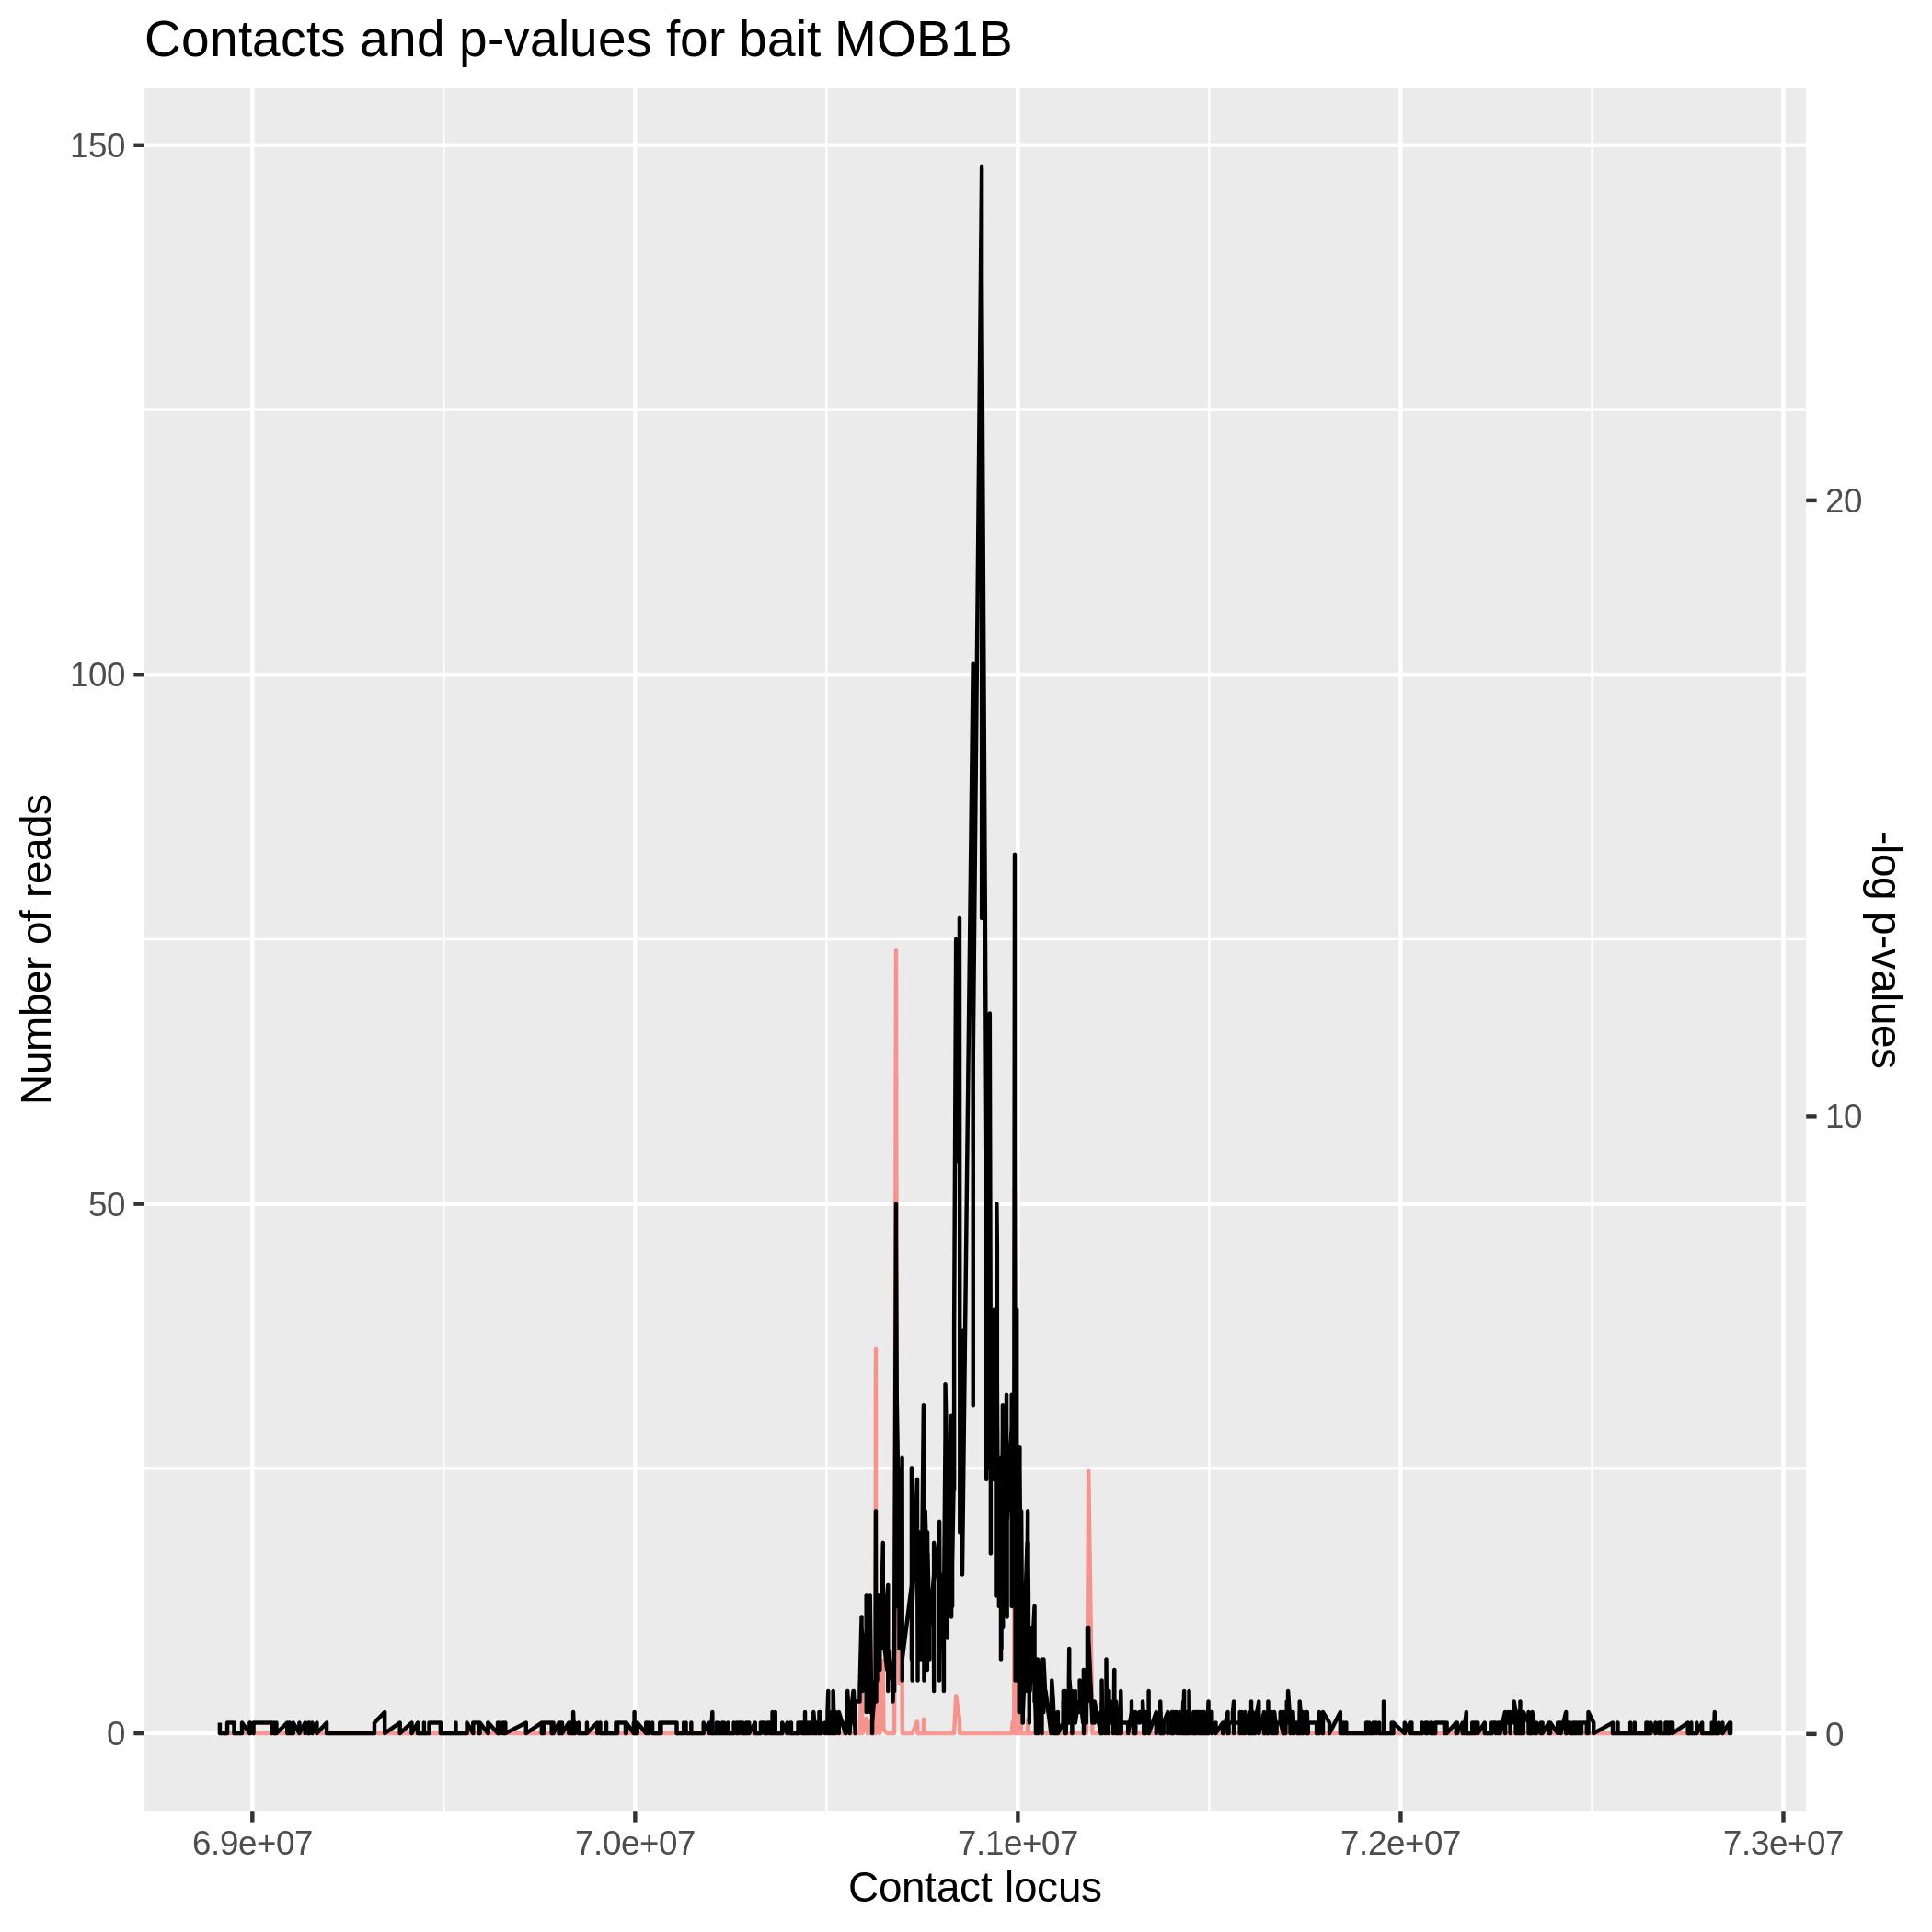 Contacts and p-values for bait MOB1B
150
100
50
0
Number of reads
20
10
0
-log p-values
6.9e+07
7.0e+07
7.1e+07
7.2e+07
7.3e+07
Contact locus